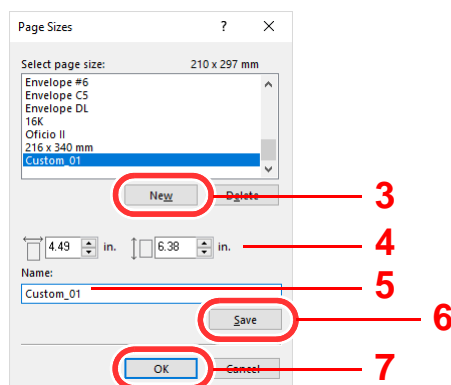 Page Sizes ? ×
Select page size: 210 x 297 mm
Envelope #6
Envelope C5
Envelope DL
16K
Oficio II
216 x 340 mm
Custom_01
New Delete 3
4.49 in. 6.38 in. 4
Name:
Custom_01 5
Save 6
OK Cancel 7